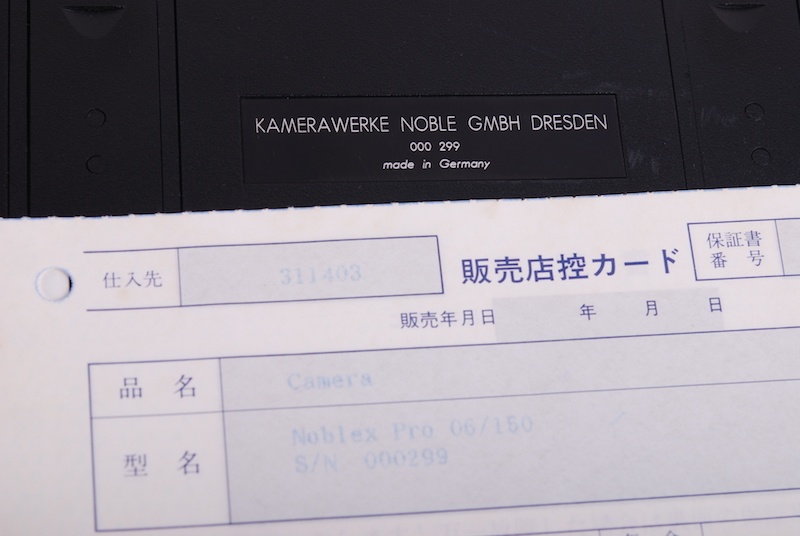 KAMERAWERKE NOBLE GMBH DRESDEN
000 299
made in Germany
仕入先 311403
販売店控カード
保証書
番号
販売年月日 年 月 日
品名 Camera
型名 Noblex Pro 06/150
S/N 000299